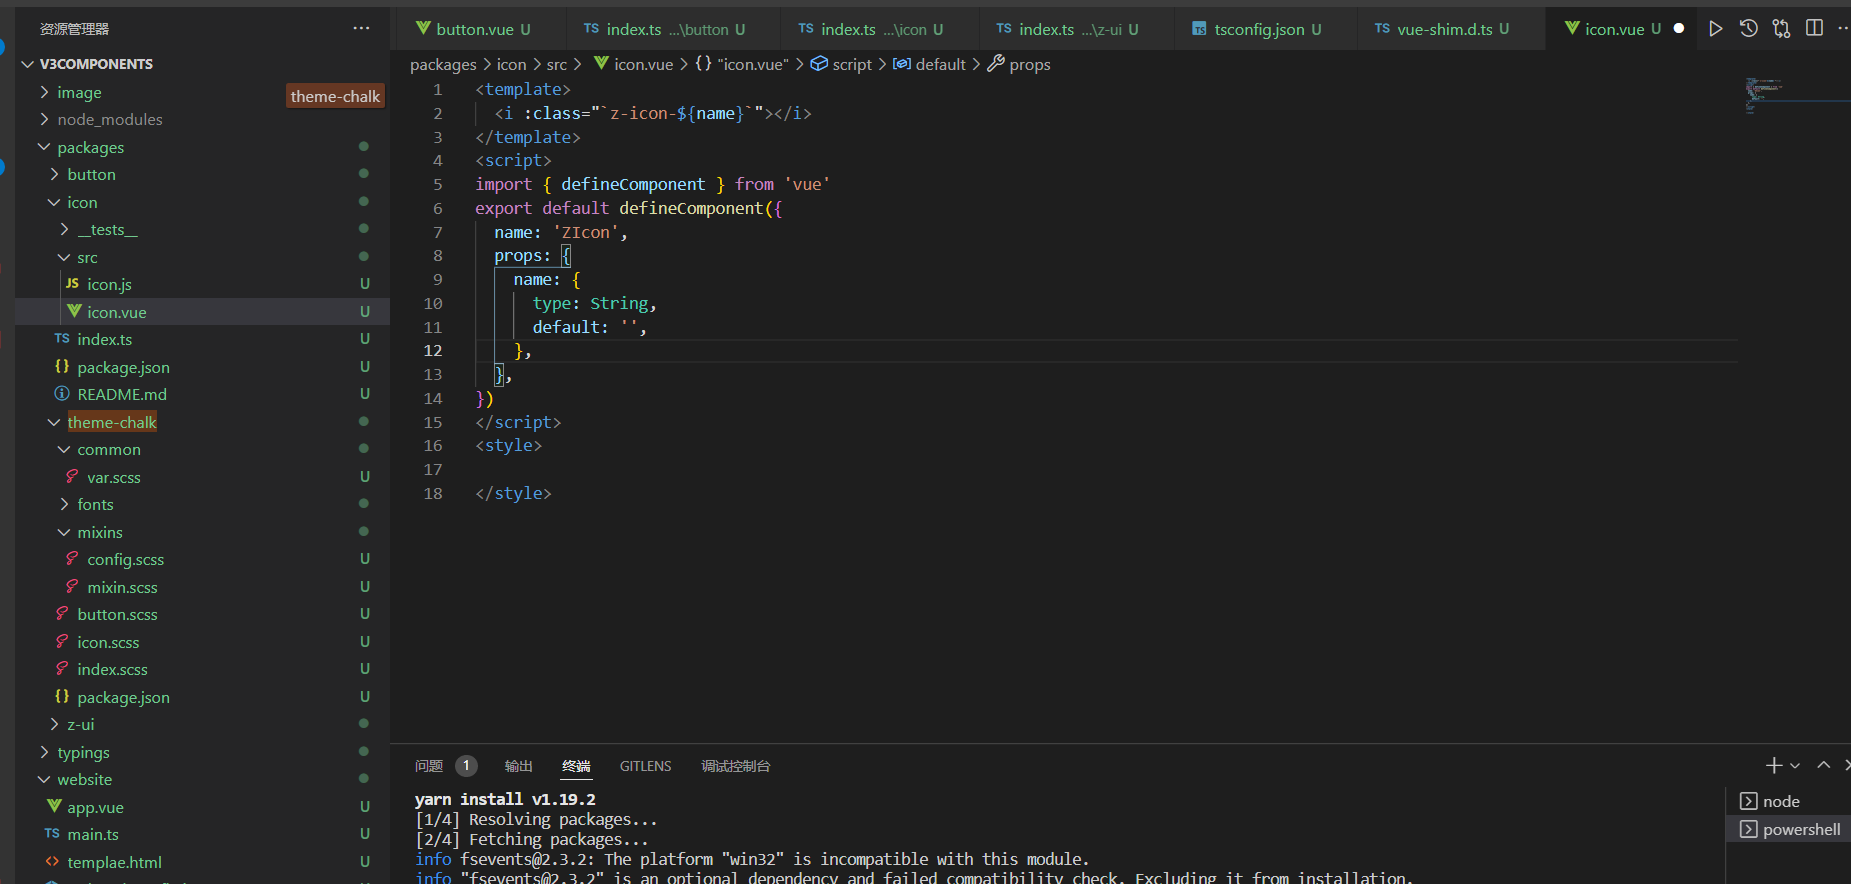 资源管理器 ···
button.vue U
index.ts ...\button U
index.ts ...\icon U
index.ts ...\z-ui U
tsconfig.json U
vue-shim.d.ts U
icon.vue U
V3COMPONENTS
theme-chalk
image
node_modules
packages
button
icon
__tests__
src
JS icon.js U
icon.vue U
TS index.ts U
{} package.json U
README.md U
theme-chalk
common
var.scss U
fonts
mixins
config.scss U
mixin.scss U
button.scss U
icon.scss U
index.scss U
{} package.json U
z-ui
typings
website
app.vue U
TS main.ts U
<> templae.html U
packages > icon > src > icon.vue > {} "icon.vue" > script > default > props
1 <template>
2 <i :class="`z-icon-${name}`"></i>
3 </template>
4 <script>
5 import { defineComponent } from 'vue'
6 export default defineComponent({
7 name: 'ZIcon',
8 props: {
9 name: {
10 type: String,
11 default: '',
12 },
13 },
14 })
15 </script>
16 <style>
17
18 </style>
问题 1 输出 终端 GITLENS 调试控制台
yarn install v1.19.2
[1/4] Resolving packages...
[2/4] Fetching packages...
info fsevents@2.3.2: The platform "win32" is incompatible with this module.
info "fsevents@2.3.2" is an optional dependency and failed compatibility check. Excluding it from installation.
node
powershell